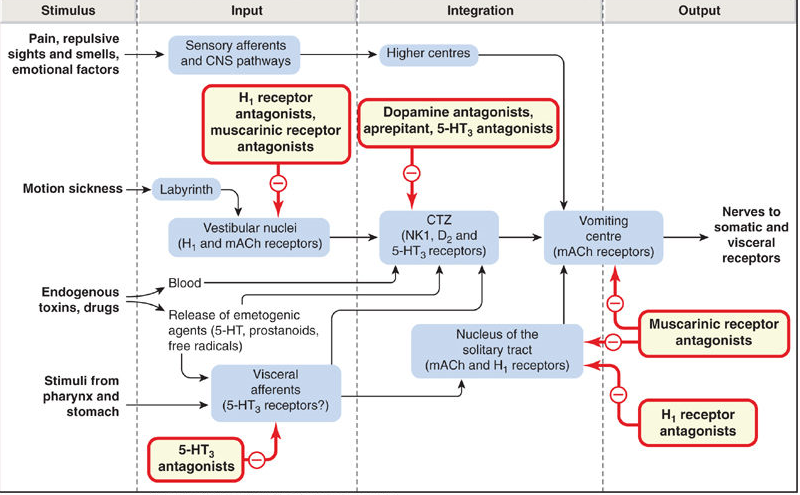 Stimulus
Input
Integration
Output
Pain, repulsive
sights and smells,
emotional factors
Sensory afferents
and CNS pathways
Higher centres
H₁ receptor
antagonists,
muscarinic receptor
antagonists
Dopamine antagonists,
aprepitant, 5-HT₃ antagonists
Motion sickness
Labyrinth
Vestibular nuclei
(H₁ and mACh receptors)
CTZ
(NK1, D₂ and
5-HT₃ receptors)
Vomiting
centre
(mACh receptors)
Nerves to
somatic and
visceral
receptors
Endogenous
toxins, drugs
Blood
Release of emetogenic
agents (5-HT, prostanoids,
free radicals)
Nucleus of the
solitary tract
(mACh and H₁ receptors)
Muscarinic receptor
antagonists
Stimuli from
pharynx and
stomach
Visceral
afferents
(5-HT₃ receptors?)
H₁ receptor
antagonists
5-HT₃
antagonists